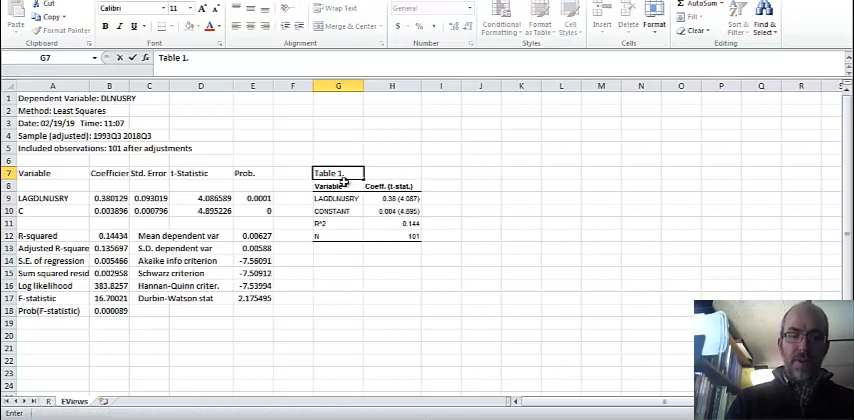 Cut
Copy
Paste
Format Painter
Clipboard
Calibri 11
B I U
Font
Wrap Text
Merge & Center
Alignment
General
$ % ,
Number
Conditional Formatting
Format as Table
Cell Styles
Styles
Insert Delete Format
Cells
AutoSum
Fill
Clear
Sort & Filter
Find & Select
Editing
G7 fx Table 1.
A B C D E F G H I J K L M N O P Q R S
1 Dependent Variable: DLNUSRY
2 Method: Least Squares
3 Date: 02/19/19 Time: 11:07
4 Sample (adjusted): 1993Q3 2018Q3
5 Included observations: 101 after adjustments
6
7 Variable Coefficien Std. Error t-Statistic Prob. Table 1.
8 Variable Coeff. (t-stat.)
9 LAGDLNUSRY 0.380129 0.093019 4.086589 0.0001 LAGDLNUSRY 0.38 (4.087)
10 C 0.003896 0.000796 4.895226 0 CONSTANT 0.004 (4.895)
11 R^2 0.144
12 R-squared 0.14434 Mean dependent var 0.00627 N 101
13 Adjusted R-square 0.135697 S.D. dependent var 0.00588
14 S.E. of regression 0.005466 Akaike info criterion -7.56091
15 Sum squared resid 0.002958 Schwarz criterion -7.50912
16 Log likelihood 383.8257 Hannan-Quinn criter. -7.53994
17 F-statistic 16.70021 Durbin-Watson stat 2.175495
18 Prob(F-statistic) 0.000089
19
20
21
22
23
24
R EViews
Enter